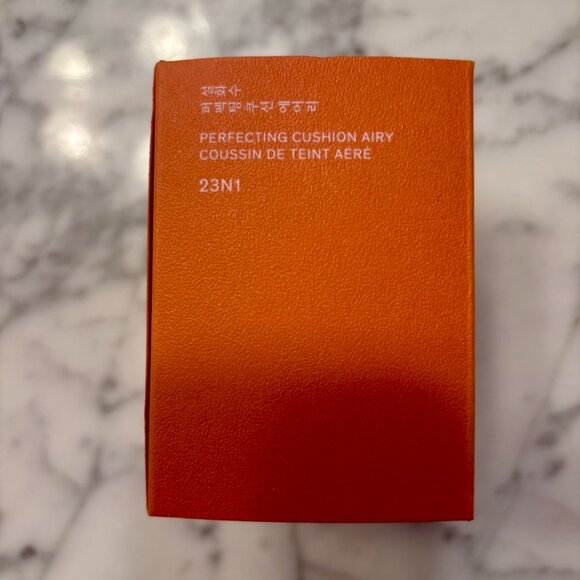 설화수
퍼펙팅 쿠션 에어리
PERFECTING CUSHION AIRY
COUSSIN DE TEINT AÉRÉ
23N1